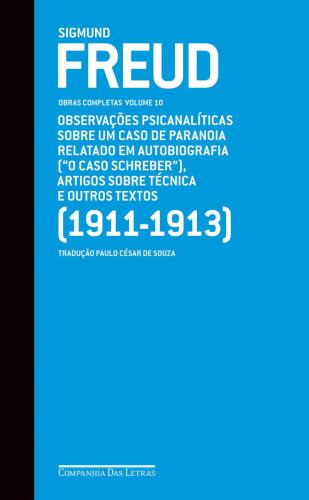 SIGMUND
FREUD
OBRAS COMPLETAS VOLUME 10
OBSERVAÇÕES PSICANALÍTICAS
SOBRE UM CASO DE PARANOIA
RELATADO EM AUTOBIOGRAFIA
(“O CASO SCHREBER”),
ARTIGOS SOBRE TÉCNICA
E OUTROS TEXTOS
(1911-1913)
TRADUÇÃO PAULO CÉSAR DE SOUZA
COMPANHIA DAS LETRAS